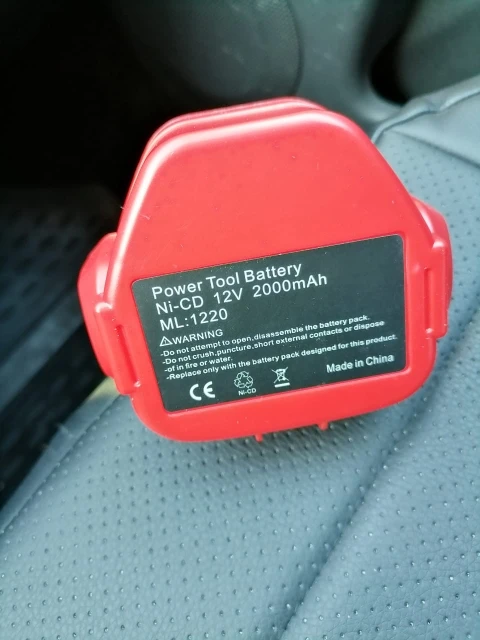 Power Tool Battery
Ni-CD 12V 2000mAh
ML:1220
⚠WARNING
-Do not attempt to open,disassemble the battery pack.
-Do not crush,puncture,short external contacts or dispose
-of in fire or water.
-Replace only with the battery pack designed for this product.
Made in China
CE
Ni-CD